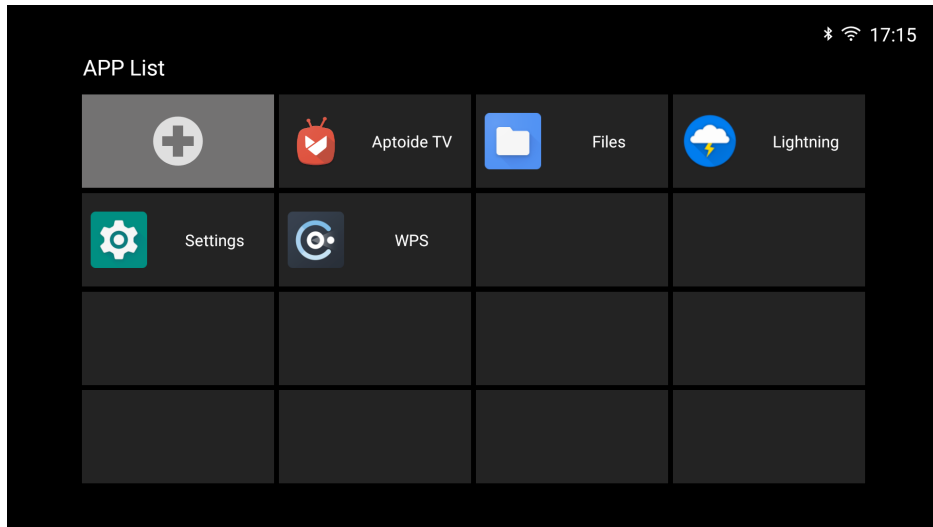 17:15
APP List
Aptoide TV
Files
Lightning
Settings
WPS